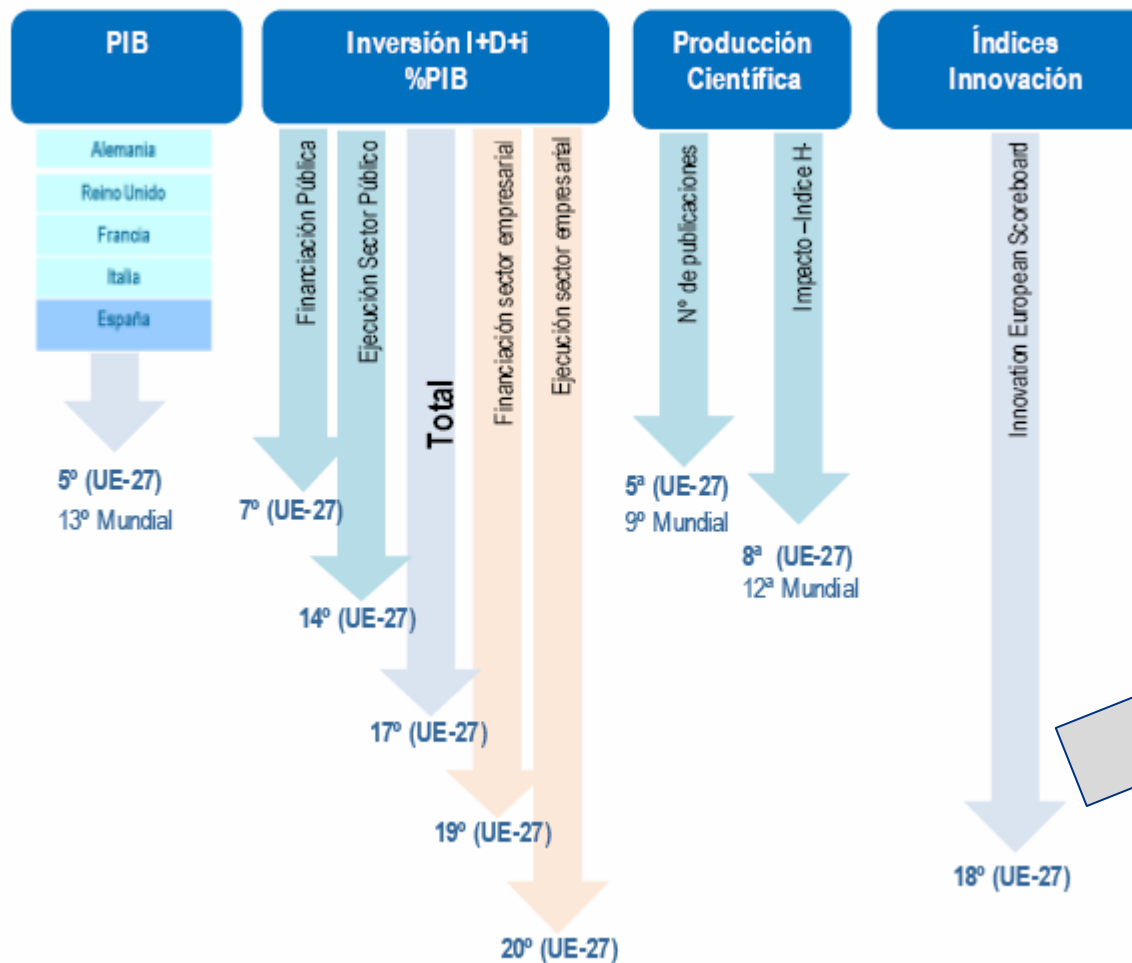 PIB
Inversión I+D+i
%PIB
Producción
Científica
Índices
Innovación
Alemania
Reino Unido
Francia
Italia
España
5º (UE-27)
13º Mundial
Financiación Pública
7º (UE-27)
Ejecución Sector Público
14º (UE-27)
Total
17º (UE-27)
Financiación sector empresarial
19º (UE-27)
Ejecución sector empresarial
20º (UE-27)
Nº de publicaciones
5ª (UE-27)
9º Mundial
Impacto –Indice H-
8ª (UE-27)
12ª Mundial
Innovation European Scoreboard
18º (UE-27)